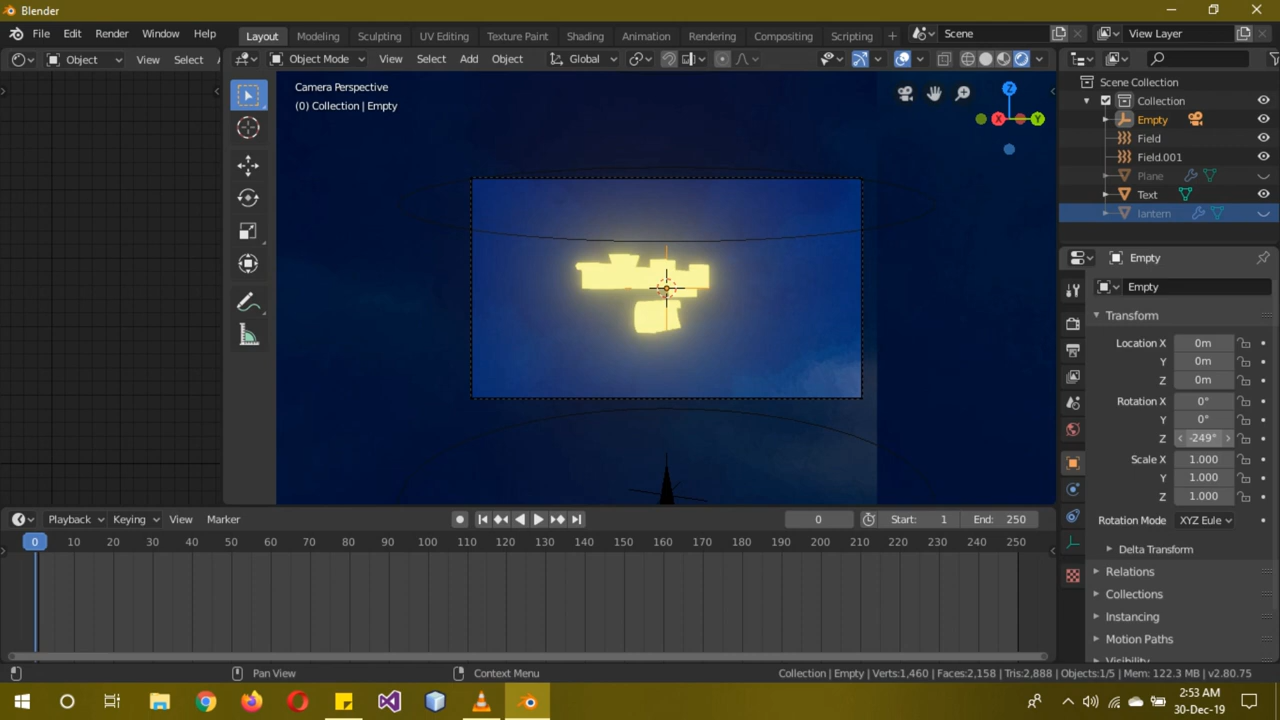 Blender
File Edit Render Window Help Layout Modeling Sculpting UV Editing Texture Paint Shading Animation Rendering Compositing Scripting Scene View Layer
Object View Select Object Mode View Select Add Object Global
Camera Perspective
(0) Collection | Empty
Z
X
Y
Scene Collection
Collection
Empty
Field
Field.001
Plane
Text
lantern
Empty
Empty
Transform
Location X 0m
Y 0m
Z 0m
Rotation X 0°
Y 0°
Z -249°
Scale X 1.000
Y 1.000
Z 1.000
Rotation Mode XYZ Eule
Delta Transform
Relations
Collections
Instancing
Motion Paths
Visibility
Playback Keying View Marker 0 Start: 1 End: 250
0 10 20 30 40 50 60 70 80 90 100 110 120 130 140 150 160 170 180 190 200 210 220 230 240 250
Pan View Context Menu Collection | Empty | Verts:1,460 | Faces:2,158 | Tris:2,888 | Objects:1/5 | Mem: 122.3 MB | v2.80.75
2:53 AM
30-Dec-19